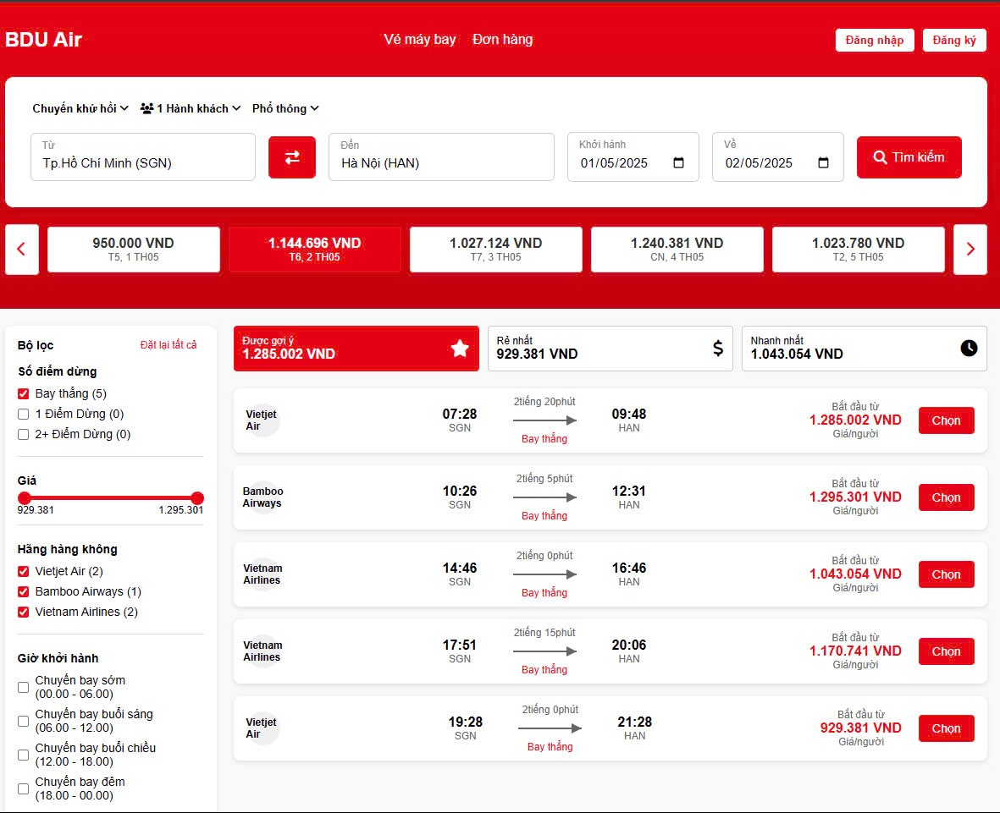 BDU Air
Vé máy bay Đơn hàng
Đăng nhập Đăng ký
Chuyến khứ hồi 1 Hành khách Phổ thông
Từ
Tp.Hồ Chí Minh (SGN)
Đến
Hà Nội (HAN)
Khởi hành
01/05/2025
Về
02/05/2025
Tìm kiếm
950.000 VND
T5, 1 TH05
1.144.696 VND
T6, 2 TH05
1.027.124 VND
T7, 3 TH05
1.240.381 VND
CN, 4 TH05
1.023.780 VND
T2, 5 TH05
Bộ lọc Đặt lại tất cả
Số điểm dừng
Bay thẳng (5)
1 Điểm Dừng (0)
2+ Điểm Dừng (0)
Giá
929.381 1.295.301
Hãng hàng không
Vietjet Air (2)
Bamboo Airways (1)
Vietnam Airlines (2)
Giờ khởi hành
Chuyến bay sớm
(00.00 - 06.00)
Chuyến bay buổi sáng
(06.00 - 12.00)
Chuyến bay buổi chiều
(12.00 - 18.00)
Chuyến bay đêm
(18.00 - 00.00)
Được gợi ý
1.285.002 VND
Rẻ nhất
929.381 VND
$
Nhanh nhất
1.043.054 VND
Vietjet
Air
07:28
SGN
2tiếng 20phút
Bay thẳng
09:48
HAN
Bắt đầu từ
1.285.002 VND
Giá/người
Chọn
Bamboo
Airways
10:26
SGN
2tiếng 5phút
Bay thẳng
12:31
HAN
Bắt đầu từ
1.295.301 VND
Giá/người
Chọn
Vietnam
Airlines
14:46
SGN
2tiếng 0phút
Bay thẳng
16:46
HAN
Bắt đầu từ
1.043.054 VND
Giá/người
Chọn
Vietnam
Airlines
17:51
SGN
2tiếng 15phút
Bay thẳng
20:06
HAN
Bắt đầu từ
1.170.741 VND
Giá/người
Chọn
Vietjet
Air
19:28
SGN
2tiếng 0phút
Bay thẳng
21:28
HAN
Bắt đầu từ
929.381 VND
Giá/người
Chọn